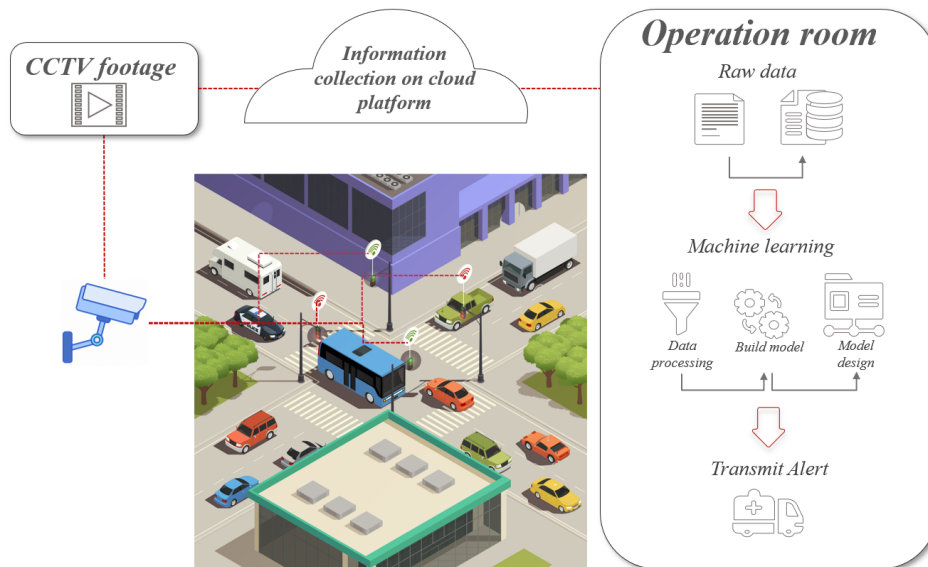 CCTV footage
Information
collection on cloud
platform
Operation room
Raw data
Machine learning
Data
processing
Build model
Model
design
Transmit Alert